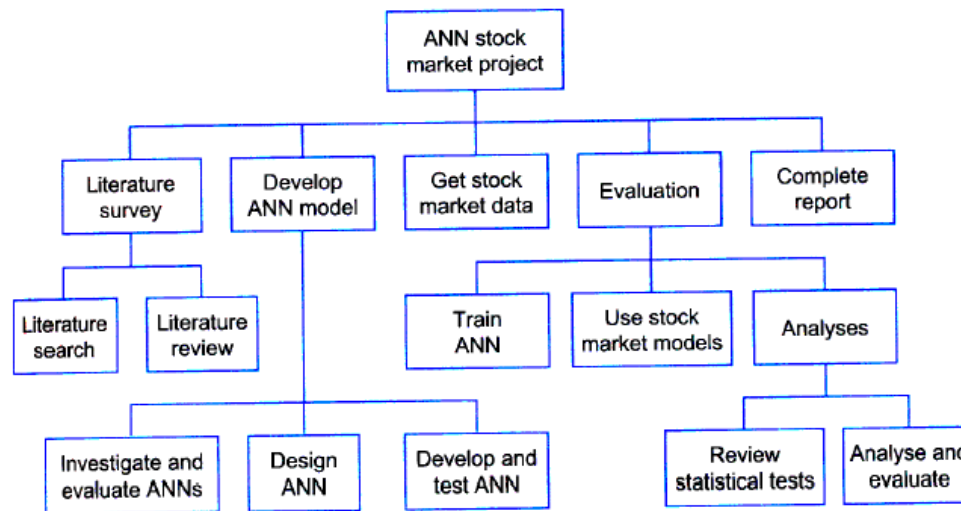 ANN stock
market project
Literature
survey
Develop
ANN model
Get stock
market data
Evaluation
Complete
report
Literature
search
Literature
review
Train
ANN
Use stock
market models
Analyses
Investigate and
evaluate ANNs
Design
ANN
Develop and
test ANN
Review
statistical tests
Analyse and
evaluate